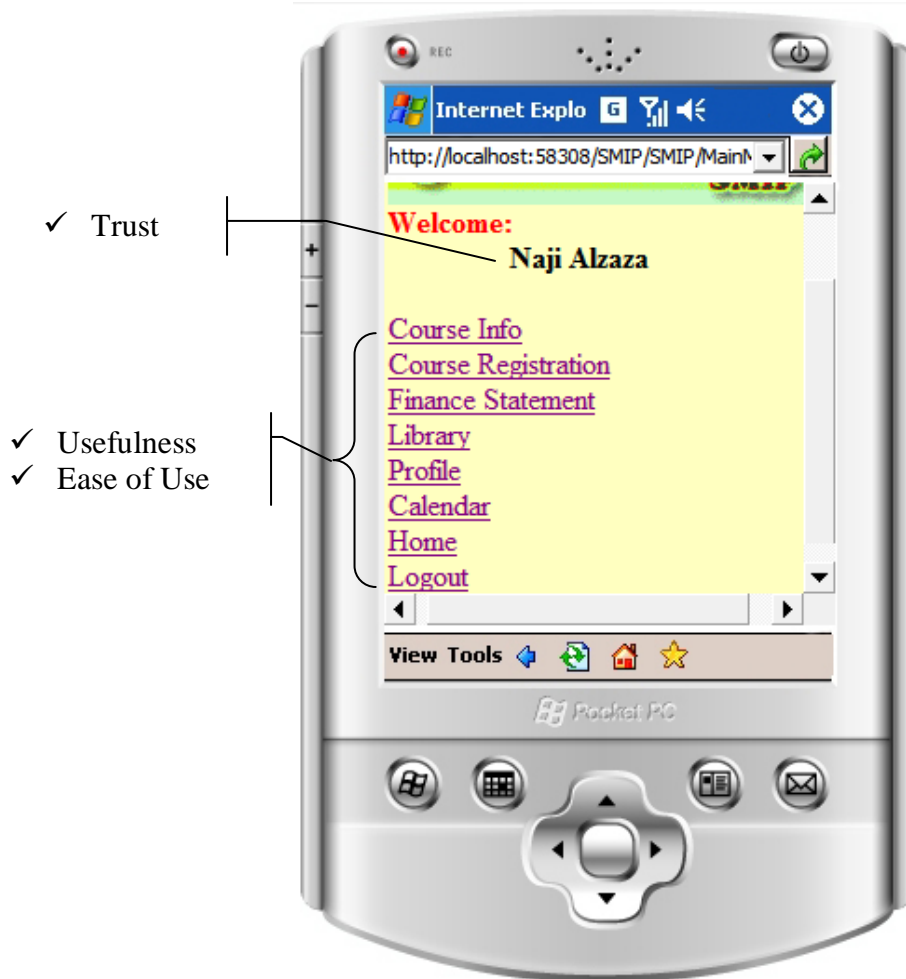 REC
Internet Explo G
http://localhost:58308/SMIP/SMIP/MainM
SMIP
✓ Trust
Welcome:
Naji Alzaza
+
−
Course Info
Course Registration
Finance Statement
✓ Usefulness
✓ Ease of Use
Library
Profile
Calendar
Home
Logout
View Tools
Pocket PC